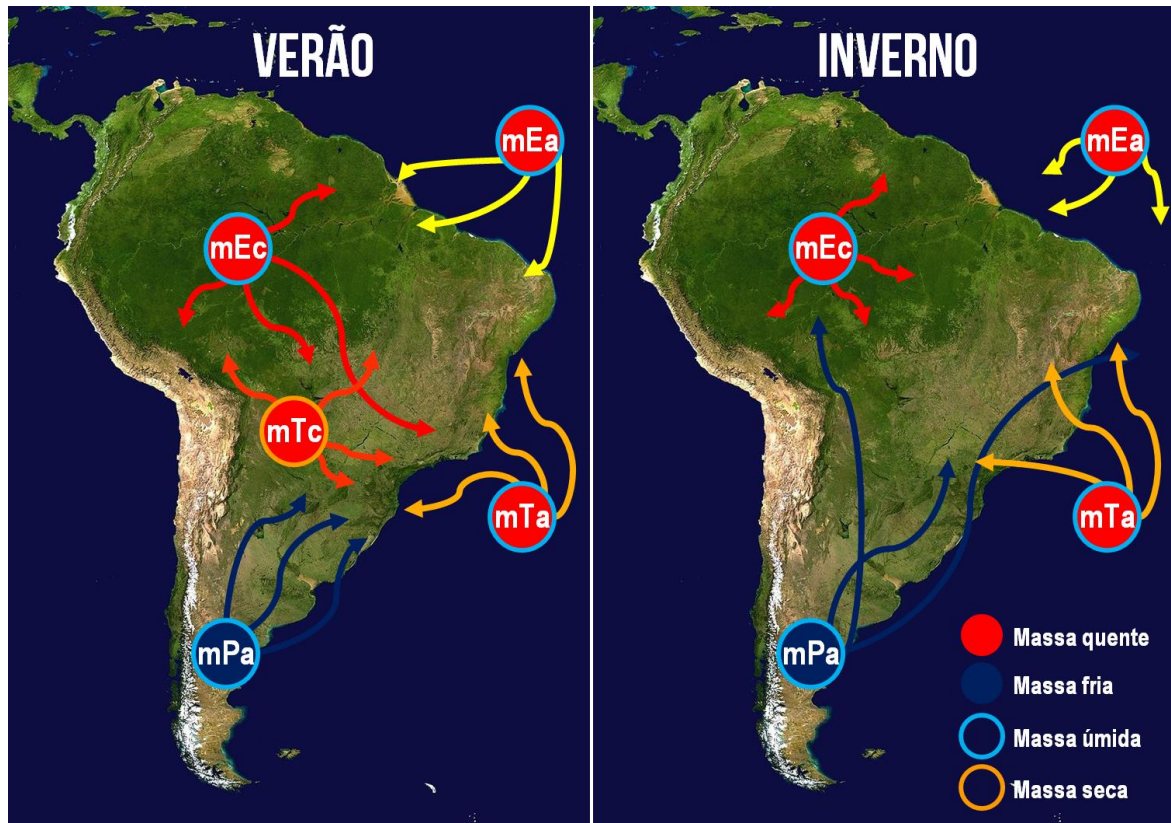 VERÃO
mEa
mEc
mTc
mTa
mPa
INVERNO
mEa
mEc
mTa
mPa
Massa quente
Massa fria
Massa úmida
Massa seca